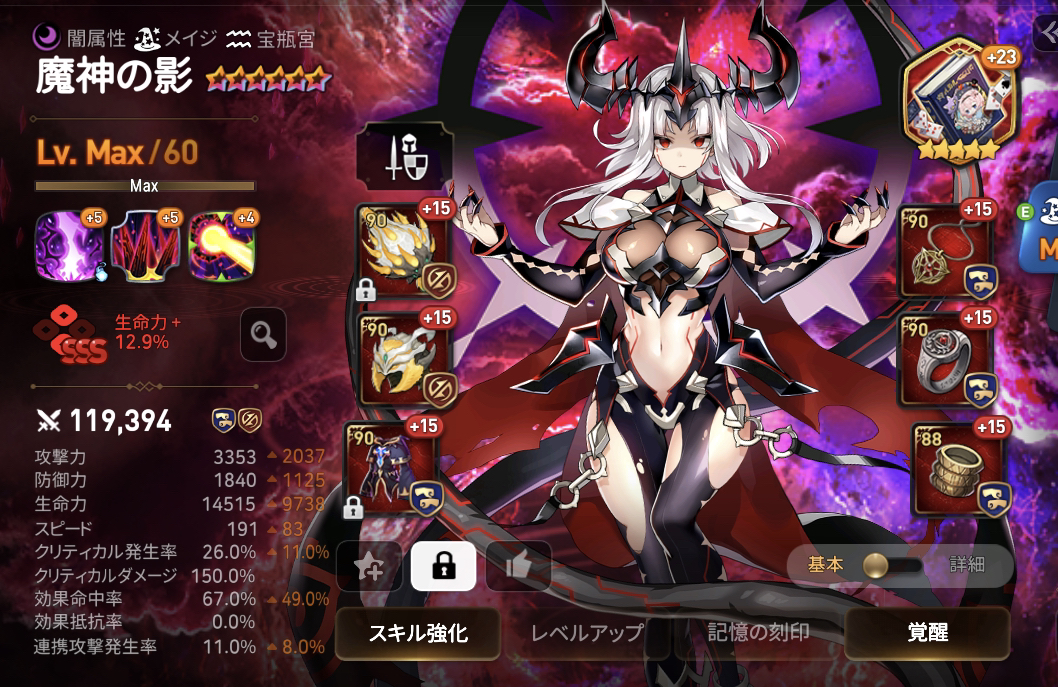 闇属性 メイジ 宝瓶宮
魔神の影
Lv. Max/60
Max
+5 +5 +4
生命力 +
12.9%
SSS
119,394
攻撃力 3353 2037
防御力 1840 1125
生命力 14515 9738
スピード 191 83
クリティカル発生率 26.0% 11.0%
クリティカルダメージ 150.0%
効果命中率 67.0% 49.0%
効果抵抗率 0.0%
連携攻撃発生率 11.0% 8.0%
90 +15
90 +15
90 +15
+23
90 +15
90 +15
88 +15
E
M
基本 詳細
スキル強化 レベルアップ 記憶の刻印 覚醒